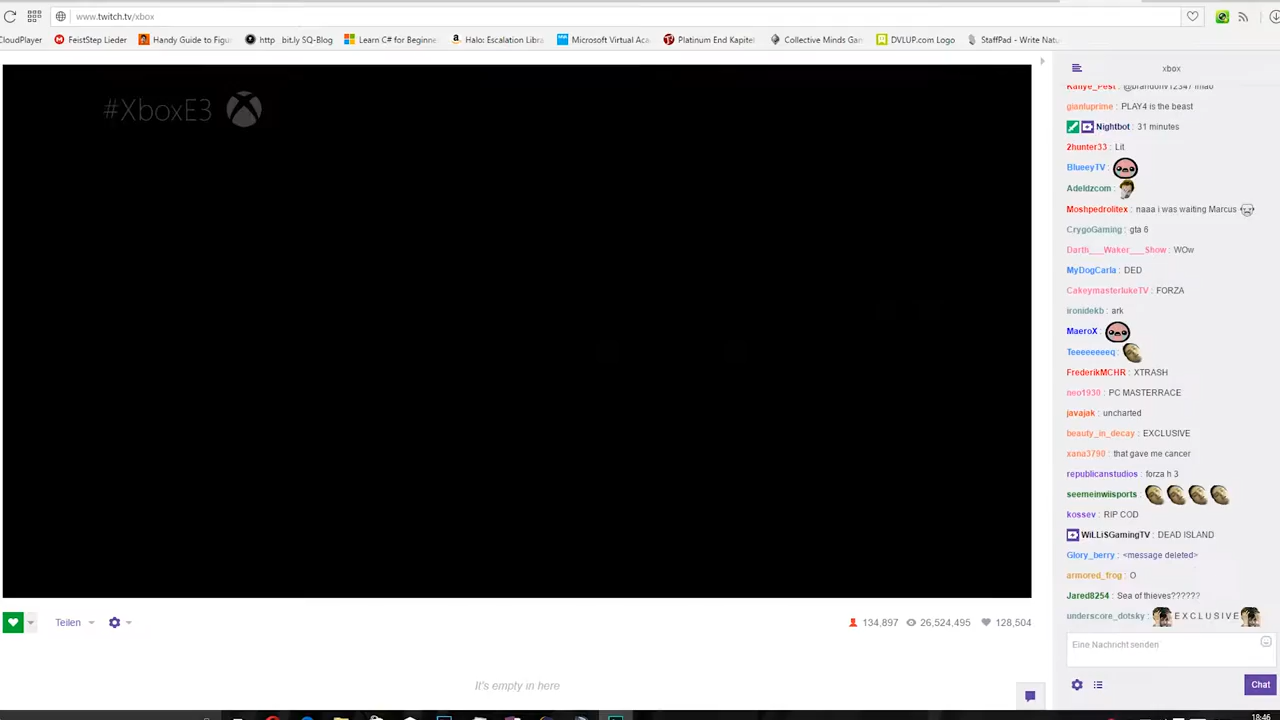 www.twitch.tv/xbox
CloudPlayer
FeistStep Lieder
Handy Guide to Figu
http bit.ly SQ-Blog
Learn C# for Beginne
Halo: Escalation Libra
Microsoft Virtual Aca
Platinum End Kapitel
Collective Minds Gam
DVLUP.com Logo
StaffPad - Write Natu
#XboxE3
xbox
Kanye_Pest : @brandonv12347 lmao
gianluprime : PLAY4 is the beast
Nightbot : 31 minutes
2hunter33 : Lit
BlueeyTV :
Adeldzcom :
Moshpedrolitex : naaa i was waiting Marcus
CrygoGaming : gta 6
Darth___Waker___Show : WOw
MyDogCarla : DED
CakeymasterlukeTV : FORZA
ironidekb : ark
MaeroX :
Teeeeeeeeq :
FrederikMCHR : XTRASH
neo1930 : PC MASTERRACE
javajak : uncharted
beauty_in_decay : EXCLUSIVE
xana3790 : that gave me cancer
republicanstudios : forza h 3
seemeinwiisports :
kossev : RIP COD
WiLLiSGamingTV : DEAD ISLAND
Glory_berry : <message deleted>
armored_frog : O
Jared8254 : Sea of thieves??????
underscore_dotsky : E X C L U S I V E
Teilen
134,897
26,524,495
128,504
Eine Nachricht senden
Chat
It's empty in here
18:46